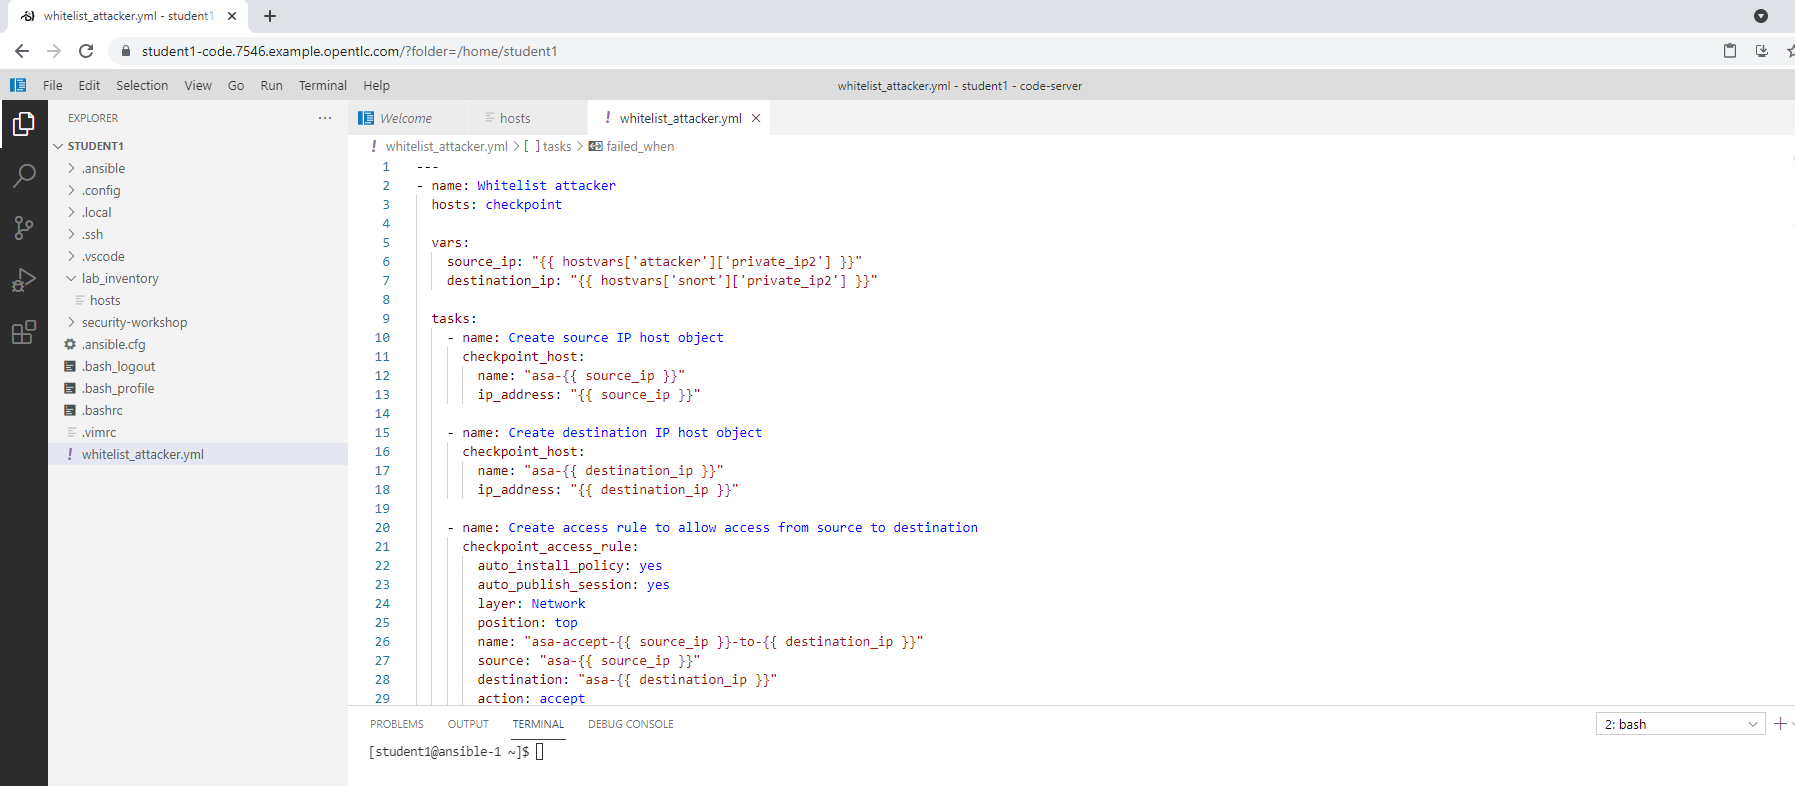 whitelist_attacker.yml - student1
student1-code.7546.example.opentlc.com/?folder=/home/student1
File Edit Selection View Go Run Terminal Help
whitelist_attacker.yml - student1 - code-server
EXPLORER
STUDENT1
.ansible
.config
.local
.ssh
.vscode
lab_inventory
hosts
security-workshop
.ansible.cfg
.bash_logout
.bash_profile
.bashrc
.vimrc
! whitelist_attacker.yml
Welcome
hosts
! whitelist_attacker.yml
! whitelist_attacker.yml > [ ] tasks > failed_when
1 ---
2 - name: Whitelist attacker
3 hosts: checkpoint
4
5 vars:
6 source_ip: "{{ hostvars['attacker']['private_ip2'] }}"
7 destination_ip: "{{ hostvars['snort']['private_ip2'] }}"
8
9 tasks:
10 - name: Create source IP host object
11 checkpoint_host:
12 name: "asa-{{ source_ip }}"
13 ip_address: "{{ source_ip }}"
14
15 - name: Create destination IP host object
16 checkpoint_host:
17 name: "asa-{{ destination_ip }}"
18 ip_address: "{{ destination_ip }}"
19
20 - name: Create access rule to allow access from source to destination
21 checkpoint_access_rule:
22 auto_install_policy: yes
23 auto_publish_session: yes
24 layer: Network
25 position: top
26 name: "asa-accept-{{ source_ip }}-to-{{ destination_ip }}"
27 source: "asa-{{ source_ip }}"
28 destination: "asa-{{ destination_ip }}"
29 action: accept
PROBLEMS OUTPUT TERMINAL DEBUG CONSOLE
2: bash
[student1@ansible-1 ~]$